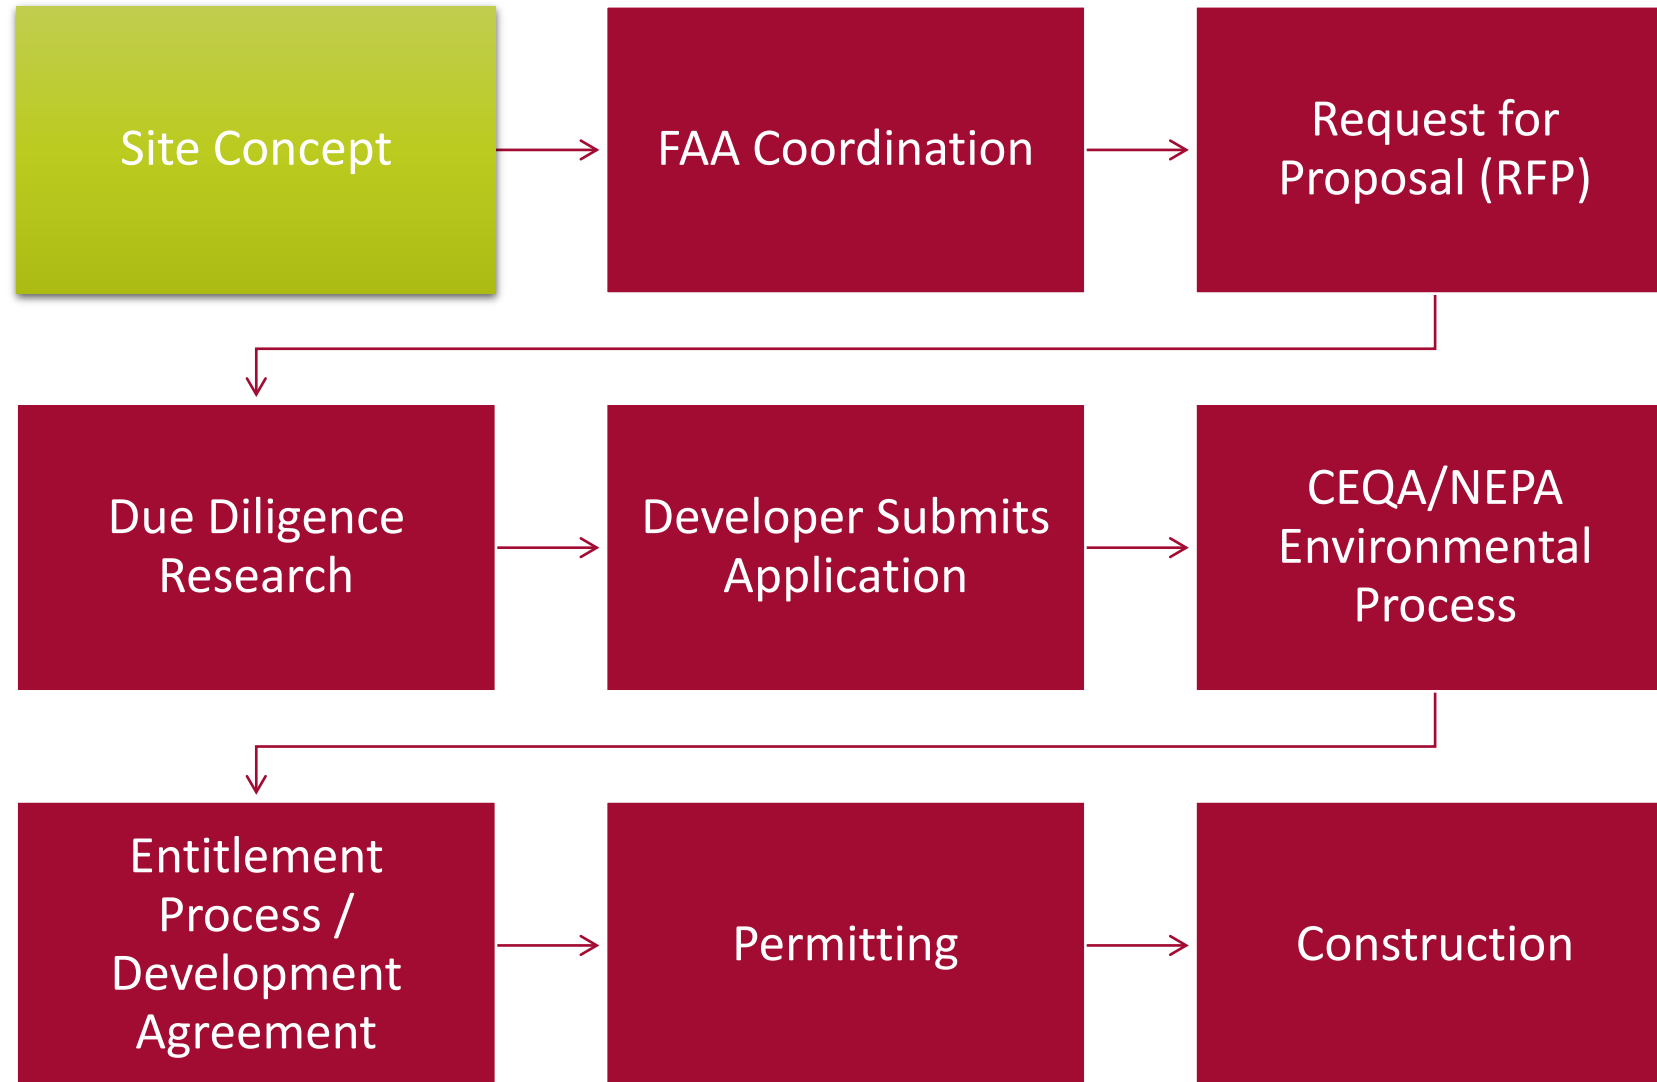 Site Concept
FAA Coordination
Request for
Proposal (RFP)
Due Diligence
Research
Developer Submits
Application
CEQA/NEPA
Environmental
Process
Entitlement
Process /
Development
Agreement
Permitting
Construction